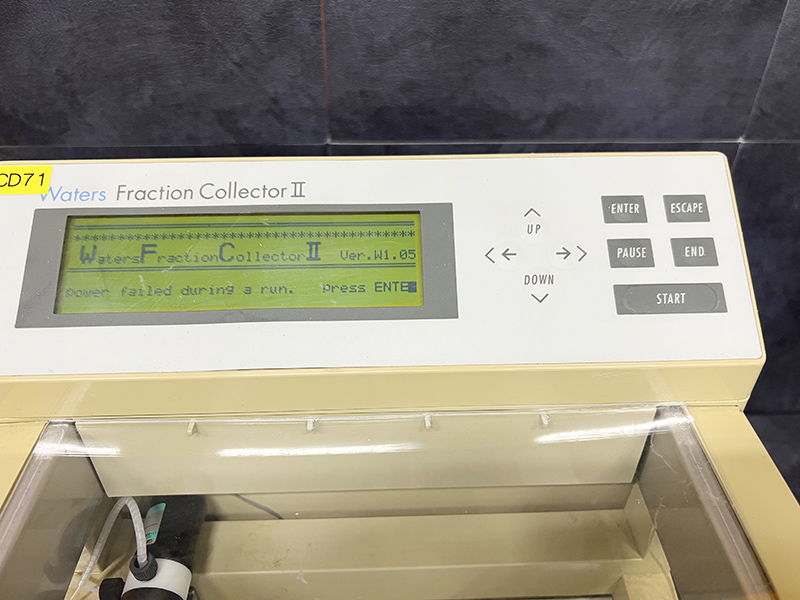 CD71
Waters Fraction Collector II
****************************************
WatersFractionCollectorII Ver.W1.05
Power failed during a run. Press ENTE
UP
DOWN
ENTER ESCAPE
PAUSE END
START